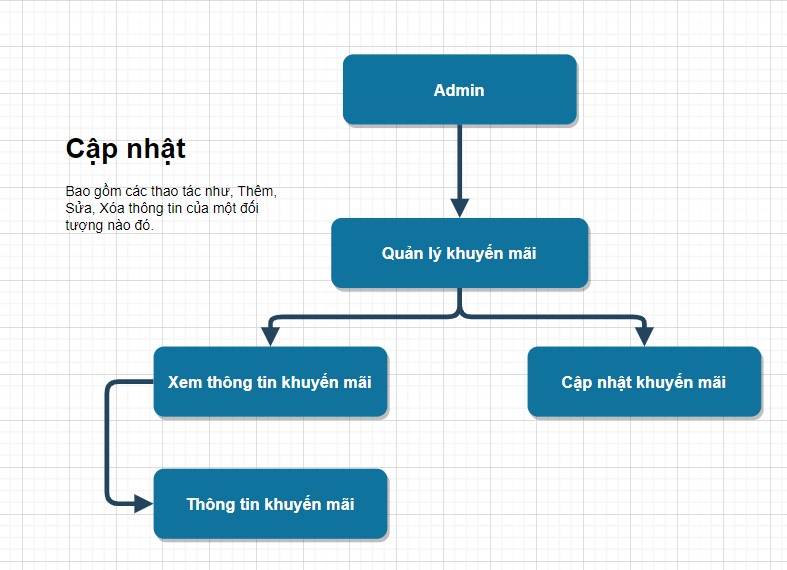 Admin
Cập nhật
Bao gồm các thao tác như, Thêm,
Sửa, Xóa thông tin của một đối
tượng nào đó.
Quản lý khuyến mãi
Xem thông tin khuyến mãi
Cập nhật khuyến mãi
Thông tin khuyến mãi